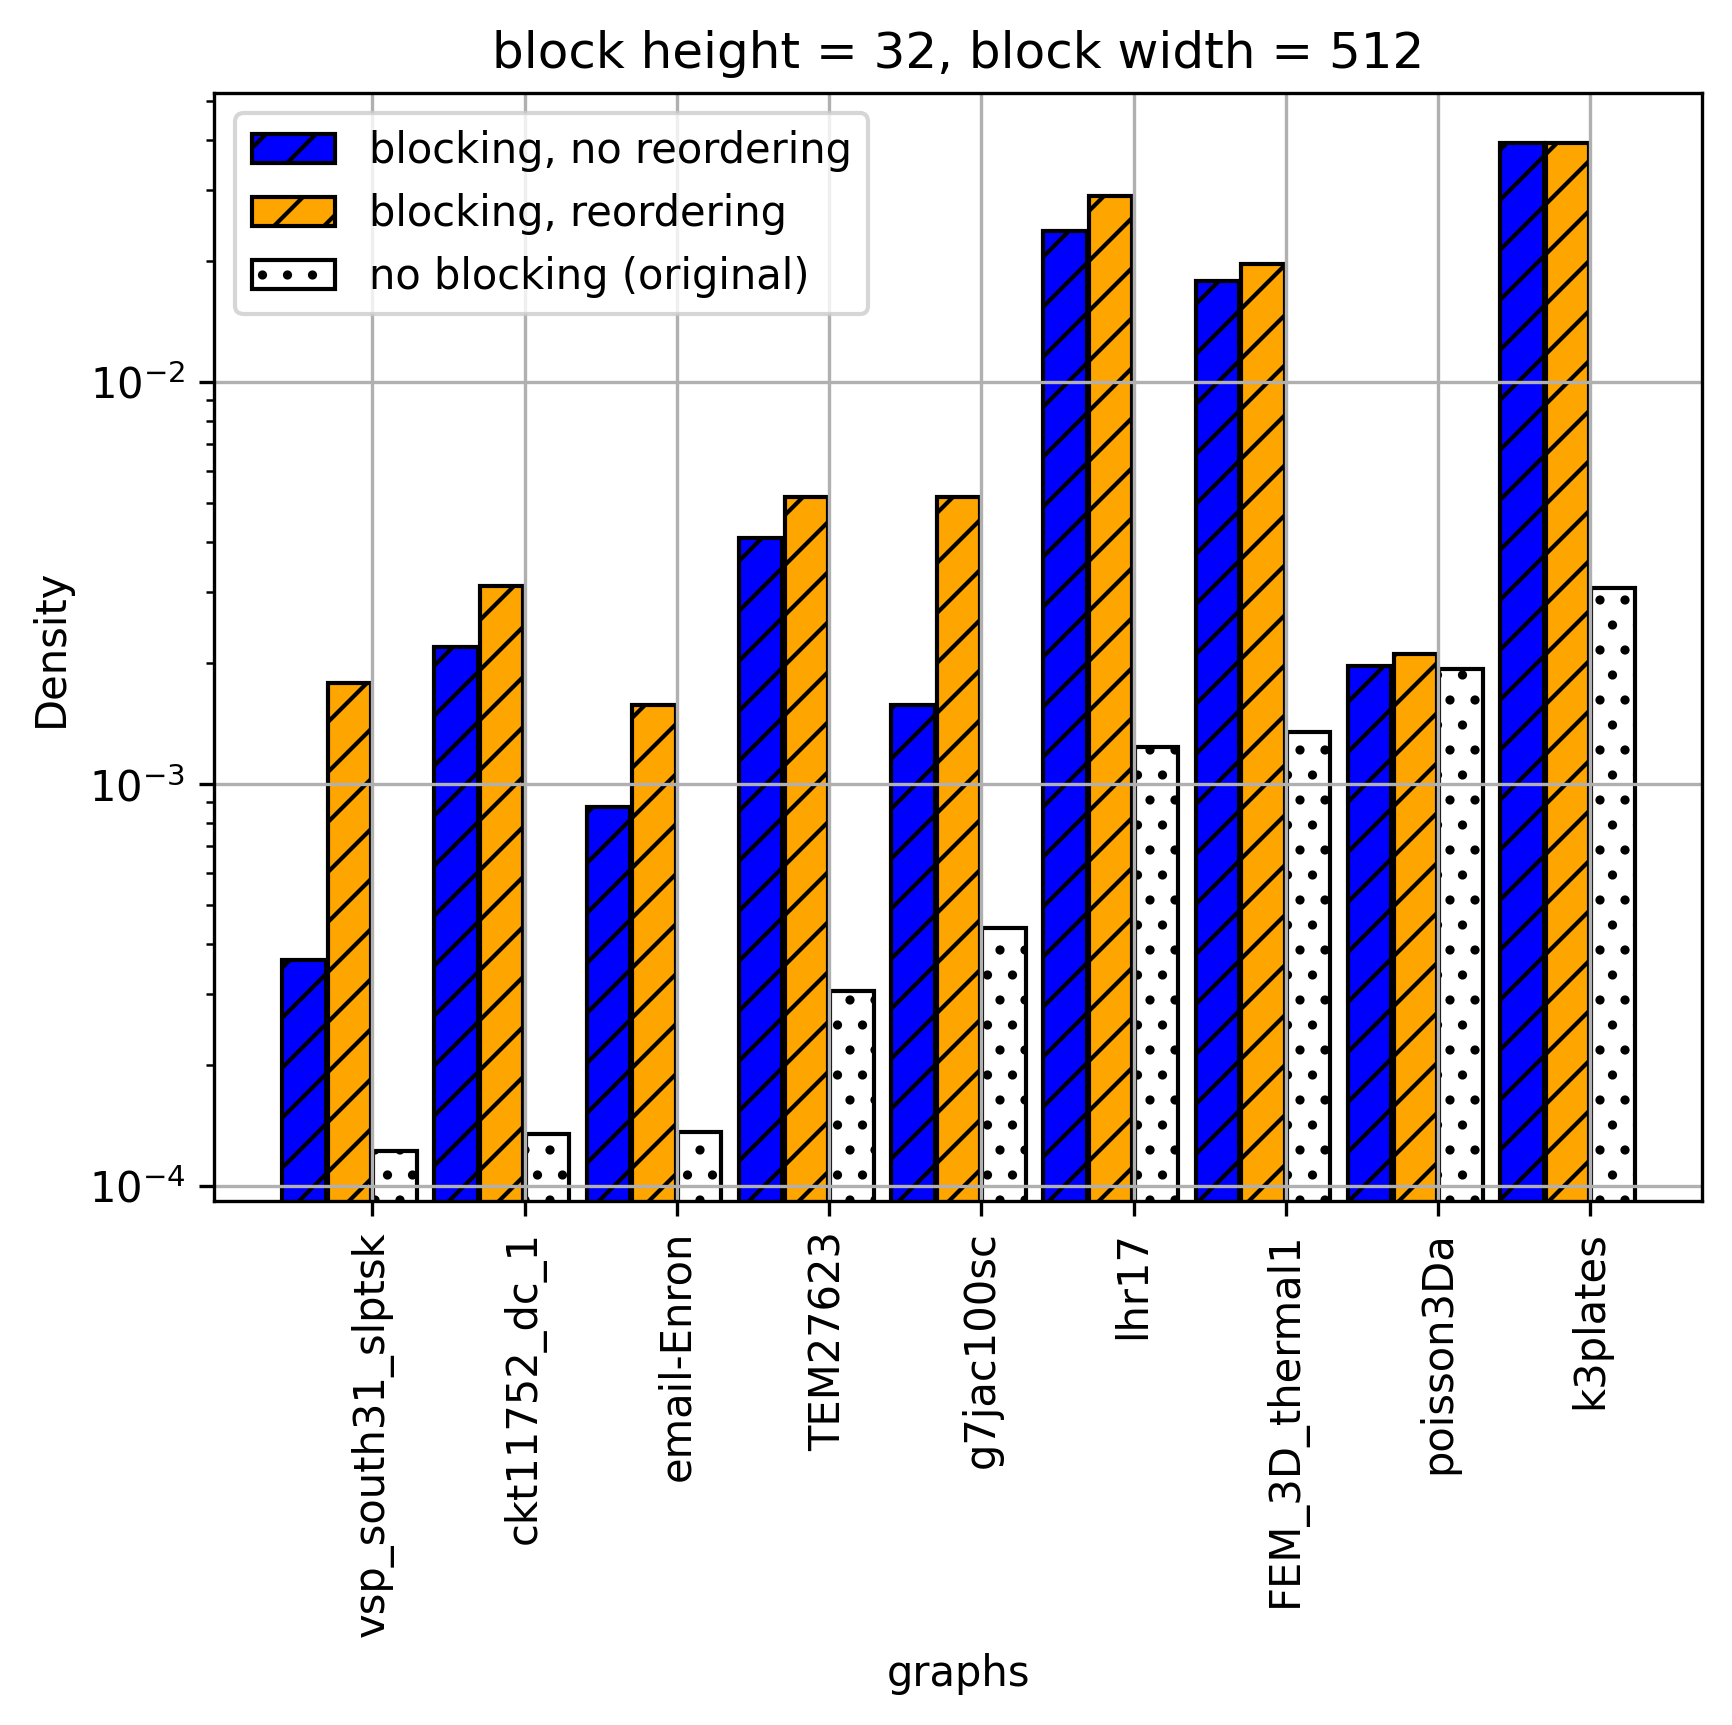 block height = 32, block width = 512
blocking, no reordering
blocking, reordering
no blocking (original)
Density
10⁻²
10⁻³
10⁻⁴
vsp_south31_slptsk
ckt11752_dc_1
email-Enron
TEM27623
g7jac100sc
lhr17
FEM_3D_thermal1
poisson3Da
k3plates
graphs